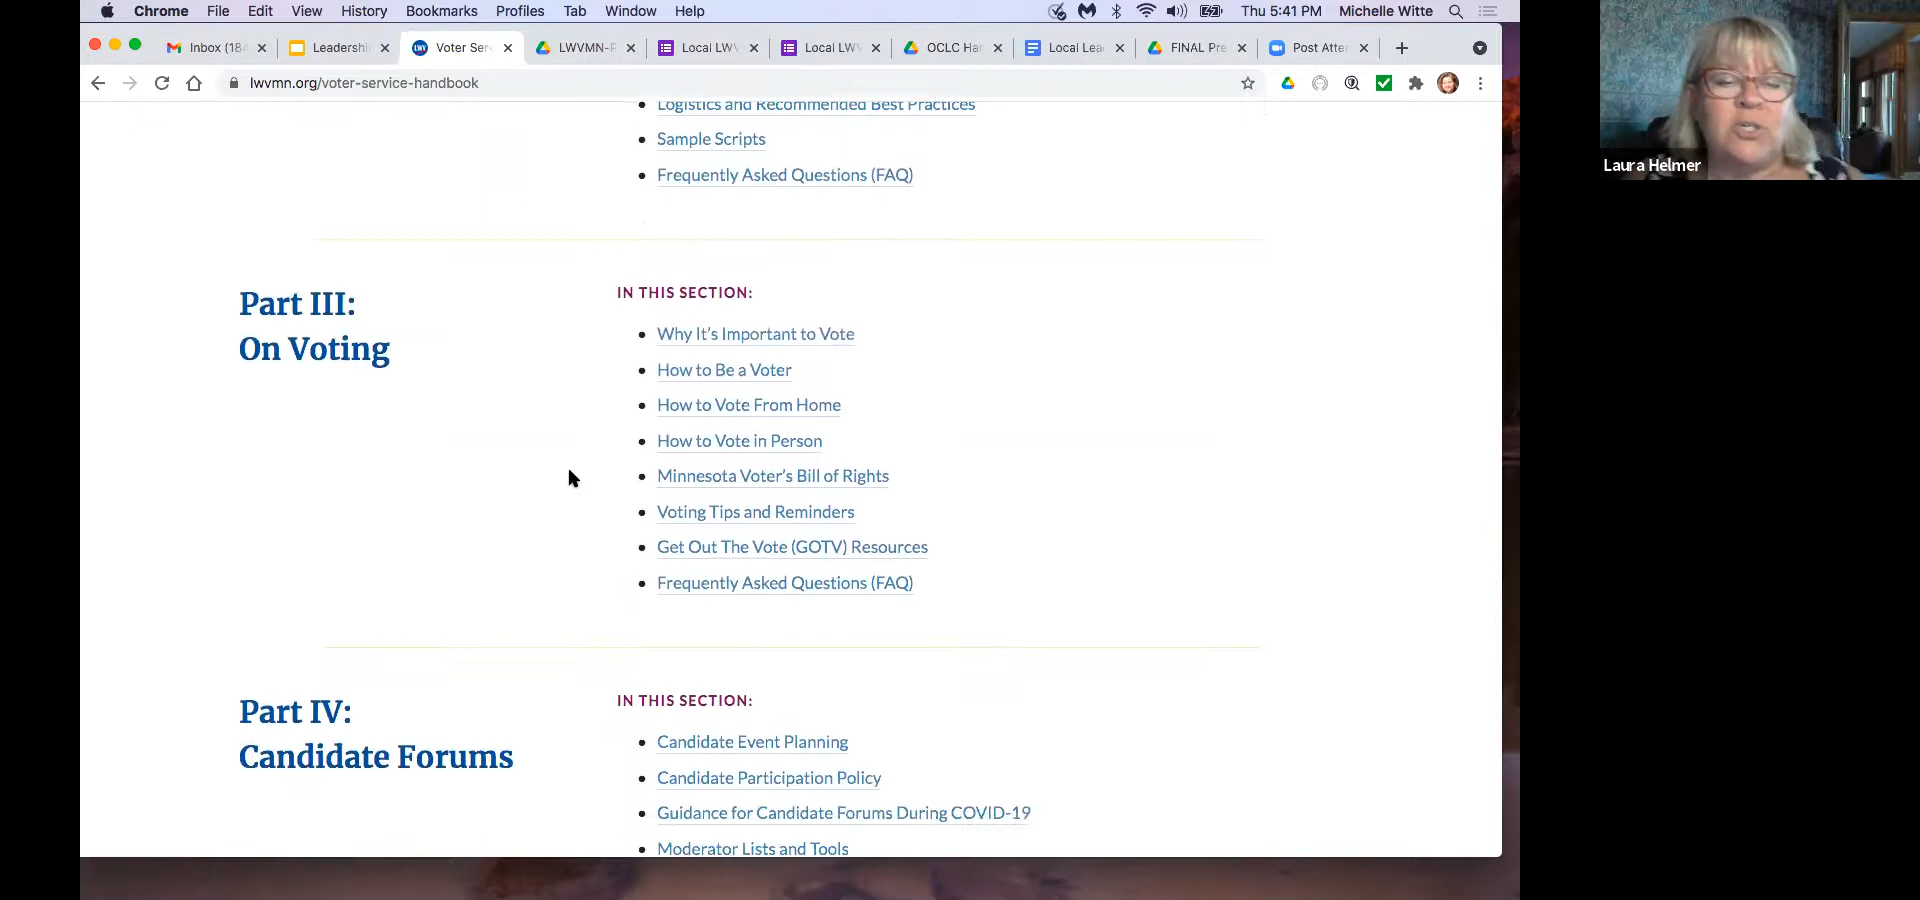 Chrome File Edit View History Bookmarks Profiles Tab Window Help Thu 5:41 PM Michelle Witte
Inbox (184 Leadershi Voter Serv LWVMN-F Local LWV Local LWV OCLC Han Local Lea FINAL Pre Post Atte
lwvmn.org/voter-service-handbook
Laura Helmer
Logistics and Recommended Best Practices
Sample Scripts
Frequently Asked Questions (FAQ)
Part III:
On Voting
IN THIS SECTION:
Why It's Important to Vote
How to Be a Voter
How to Vote From Home
How to Vote in Person
Minnesota Voter's Bill of Rights
Voting Tips and Reminders
Get Out The Vote (GOTV) Resources
Frequently Asked Questions (FAQ)
Part IV:
Candidate Forums
IN THIS SECTION:
Candidate Event Planning
Candidate Participation Policy
Guidance for Candidate Forums During COVID-19
Moderator Lists and Tools